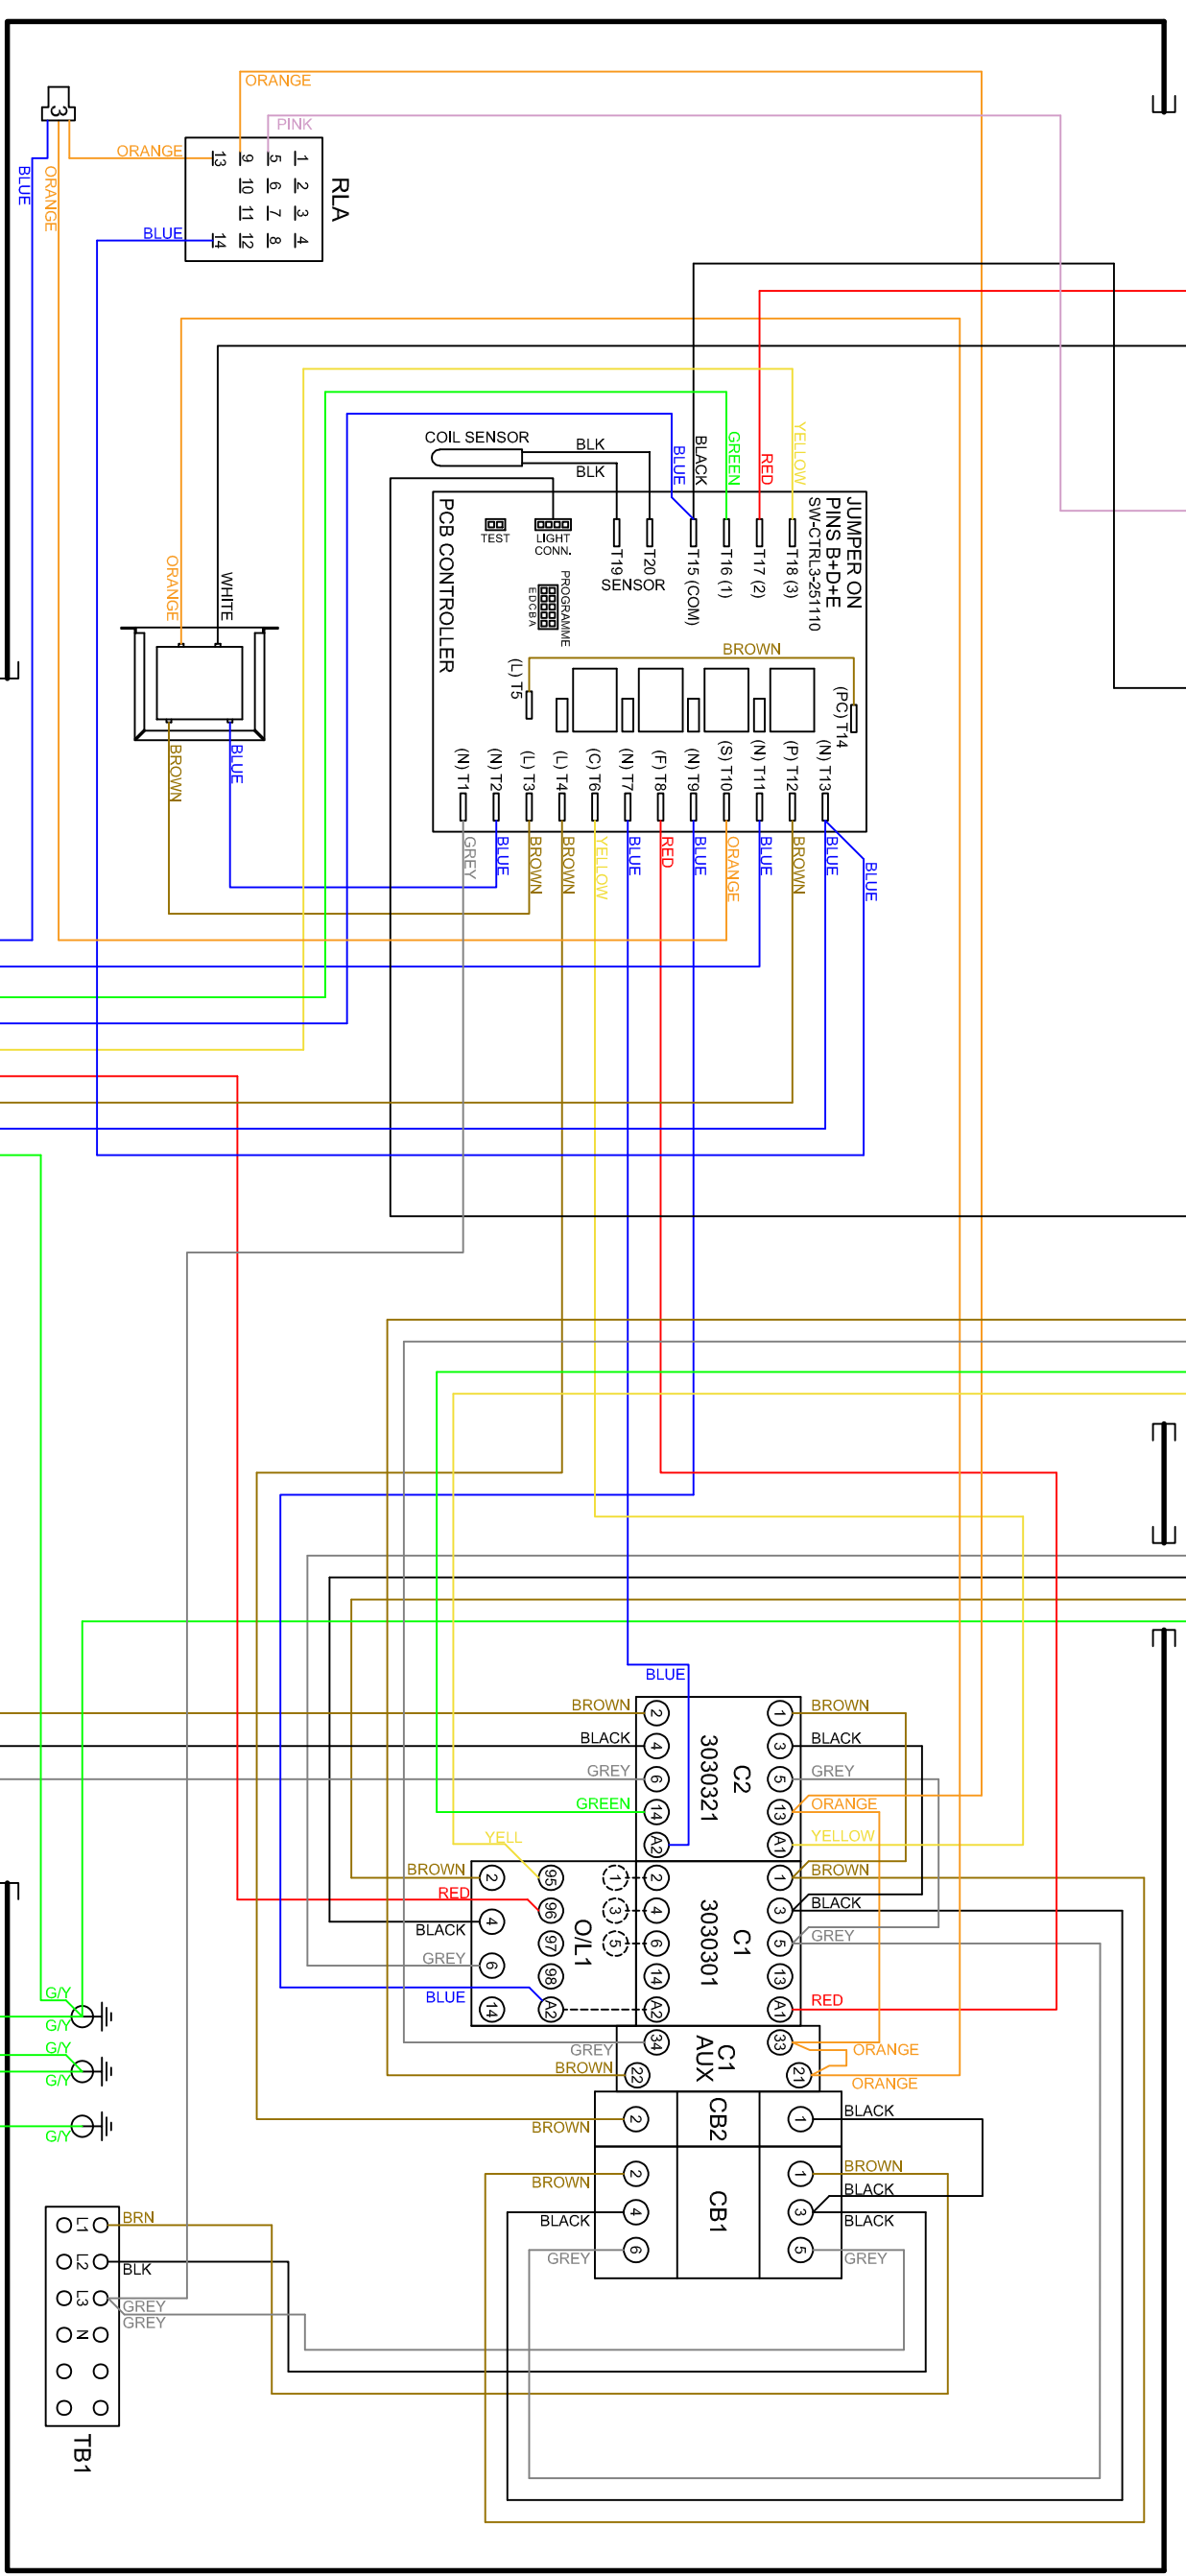 ORANGE
PINK
3
ORANGE
BLUE
ORANGE
BLUE
13 9 5 1
10 6 2
11 7 3
14 12 8 4
RLA
COIL SENSOR
BLK
BLK
BLUE
BLACK
GREEN
RED
YELLOW
JUMPER ON
PINS B+D+E
SW-CTRL3-251110
PCB CONTROLLER
TEST
LIGHT
CONN.
T19
T20
SENSOR
T15 (COM)
T16 (1)
T17 (2)
T18 (3)
PROGRAMME
EDCBA
BROWN
(L) T5
(PC) T14
(N) T1
(N) T2
(L) T3
(L) T4
(C) T6
(N) T7
(F) T8
(N) T9
(S) T10
(N) T11
(P) T12
(N) T13
ORANGE
WHITE
BROWN
BLUE
GREY
BLUE
BROWN
BROWN
YELLOW
BLUE
RED
BLUE
ORANGE
BLUE
BROWN
BLUE
BLUE
BLUE
BROWN 2 1 BROWN
BLACK 4 3 BLACK
GREY 6 5 GREY
GREEN 14 13 ORANGE
A2 A1 YELLOW
C2
3030321
YELL
BROWN 2 95 1 2 1 BROWN
RED 96 3 4 3 BLACK
BLACK 4 97 5 6 5 GREY
GREY 6 98 14 13
BLUE 14 A2 A2 A1 RED
O/L1
C1
3030301
GREY 34 33 ORANGE
BROWN 22 21 ORANGE
C1
AUX
BROWN 2 CB2 1 BLACK
BROWN 2 1 BROWN
BLACK
BLACK 4 CB1 3 BLACK
GREY 6 5 GREY
G/Y
G/Y
G/Y
G/Y
G/Y
L1 BRN
L2 BLK
L3 GREY
GREY
N
TB1